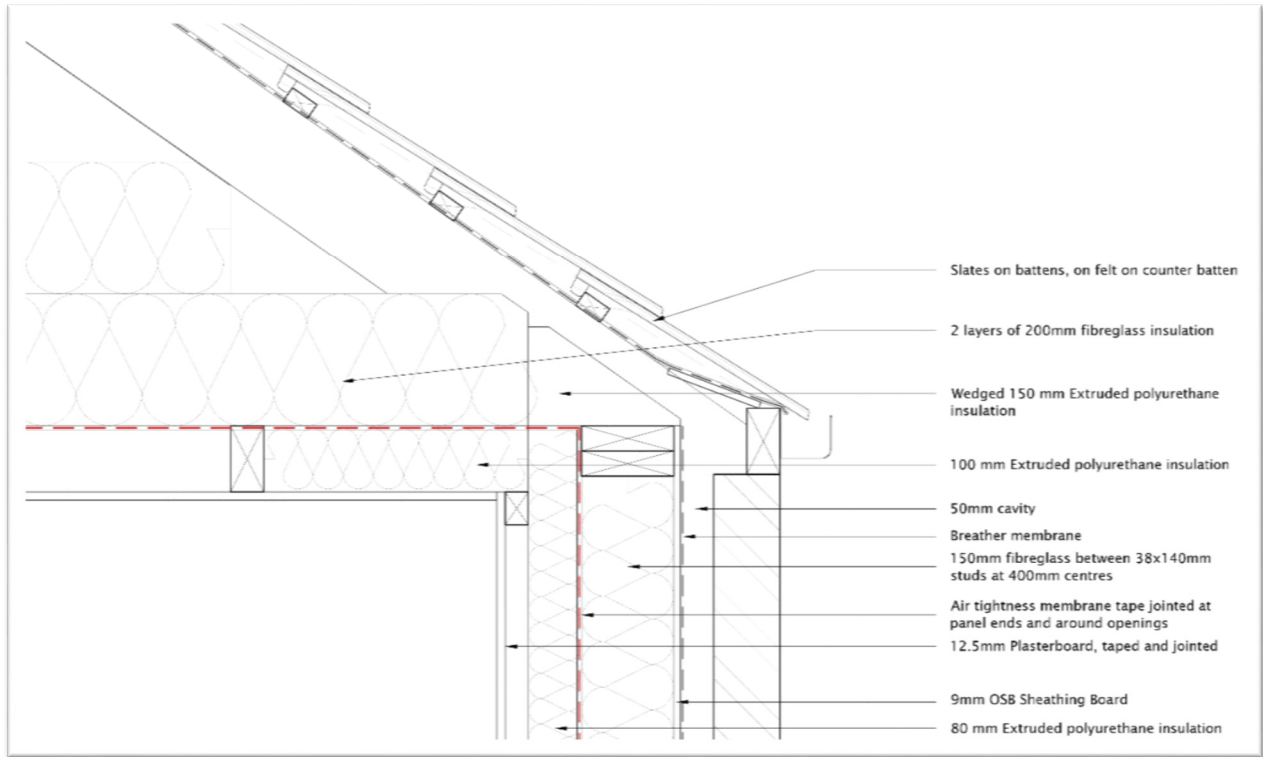 Slates on battens, on felt on counter batten
2 layers of 200mm fibreglass insulation
Wedged 150 mm Extruded polyurethane
insulation
100 mm Extruded polyurethane insulation
50mm cavity
Breather membrane
150mm fibreglass between 38x140mm
studs at 400mm centres
Air tightness membrane tape jointed at
panel ends and around openings
12.5mm Plasterboard, taped and jointed
9mm OSB Sheathing Board
80 mm Extruded polyurethane insulation